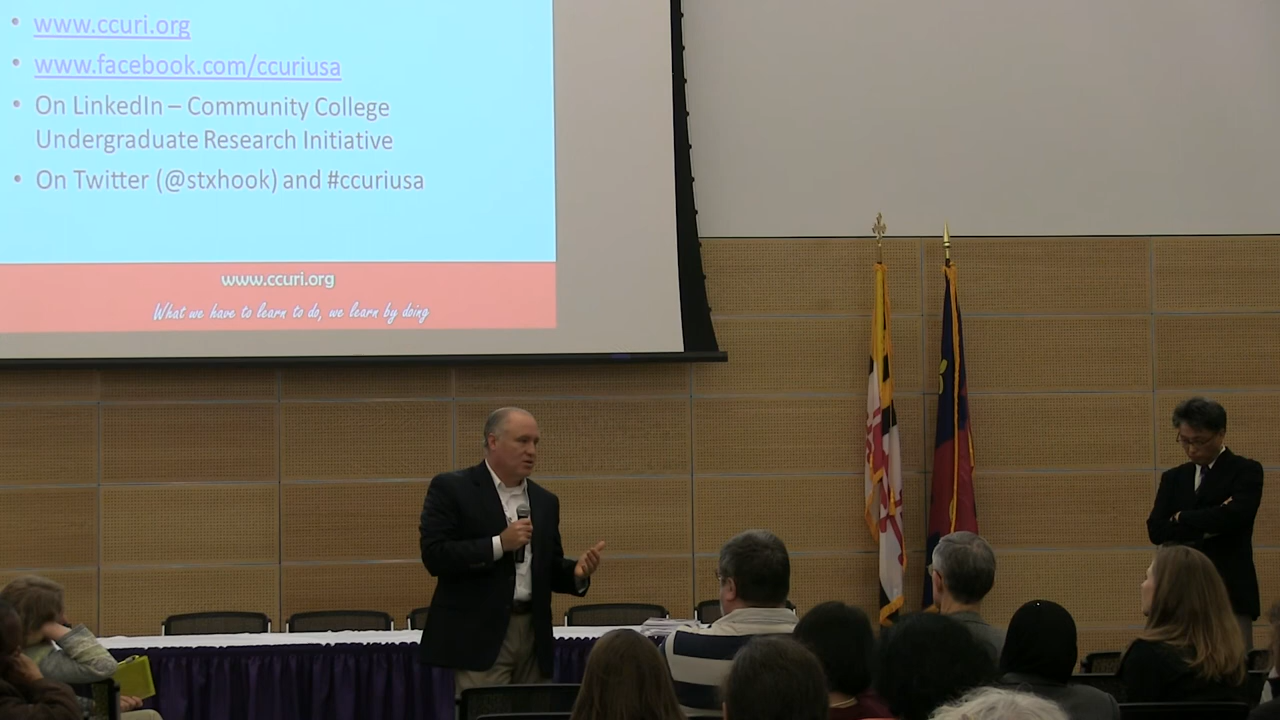 • www.ccuri.org
• www.facebook.com/ccuriusa
• On LinkedIn – Community College
Undergraduate Research Initiative
• On Twitter (@stxhook) and #ccuriusa
www.ccuri.org
What we have to learn to do, we learn by doing